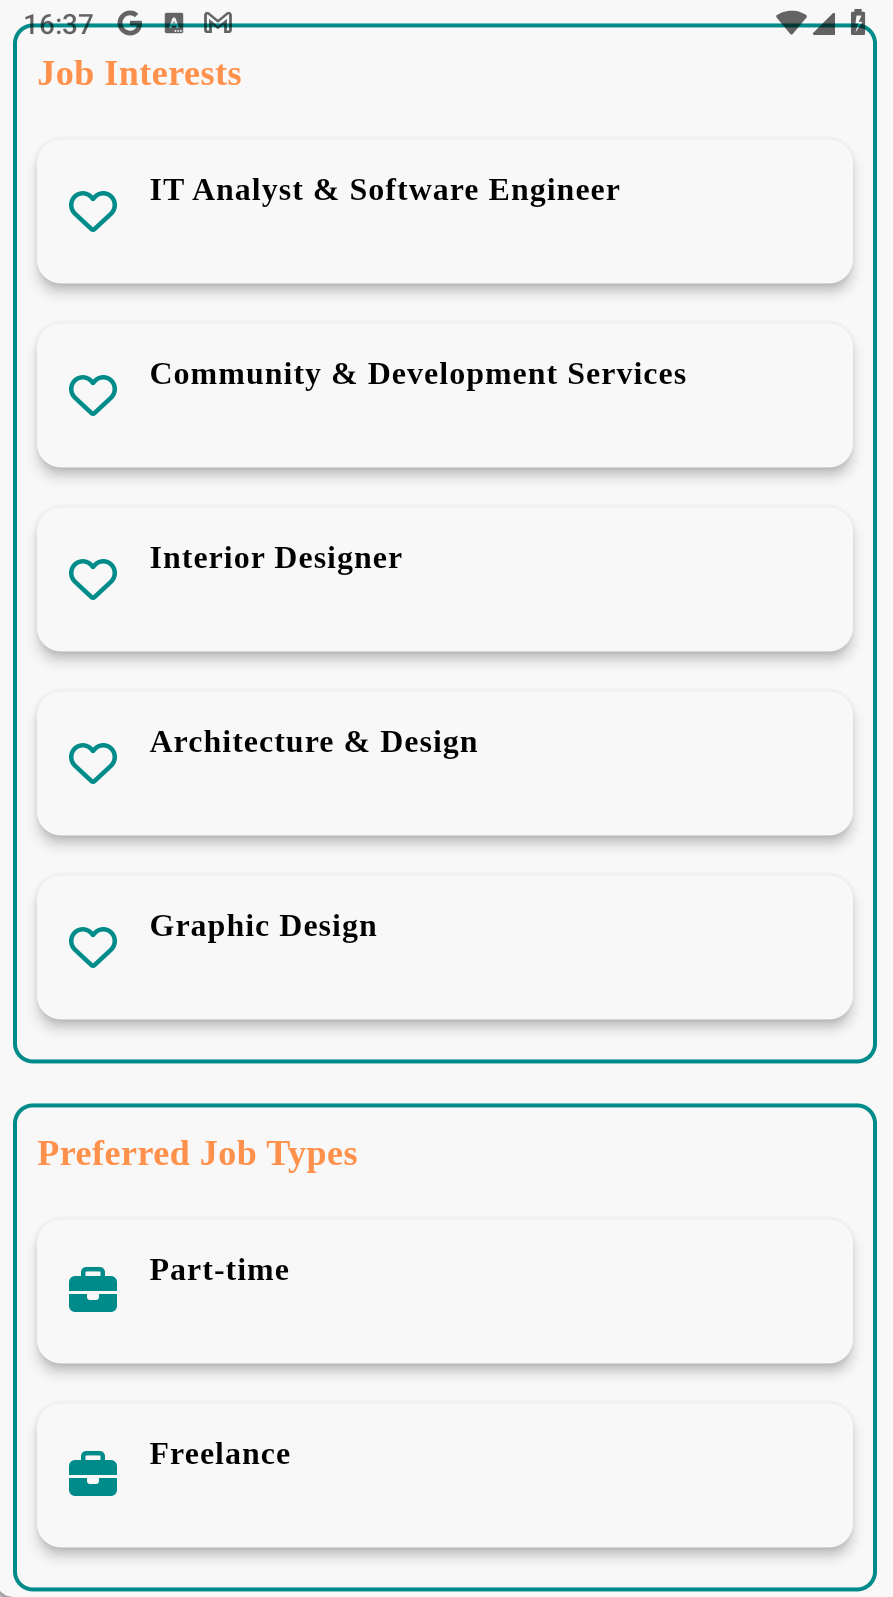 16:37
Job Interests
IT Analyst & Software Engineer
Community & Development Services
Interior Designer
Architecture & Design
Graphic Design
Preferred Job Types
Part-time
Freelance